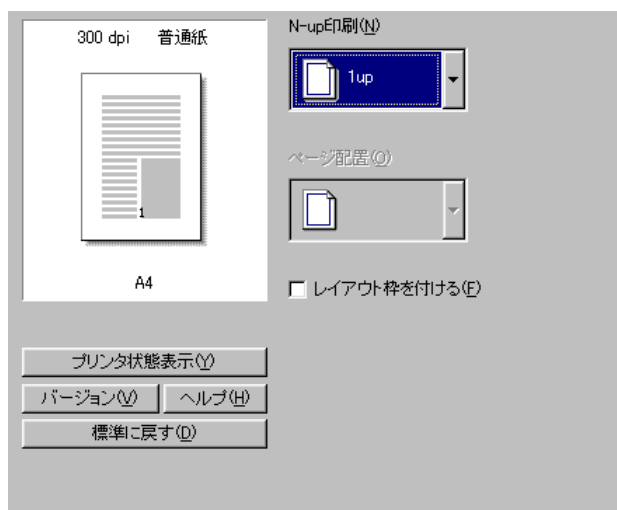 300 dpi 普通紙
1
A4
プリンタ状態表示(Y)
バージョン(V) ヘルプ(H)
標準に戻す(D)
N-up印刷(N)
1up
ページ配置(O)
レイアウト枠を付ける(F)